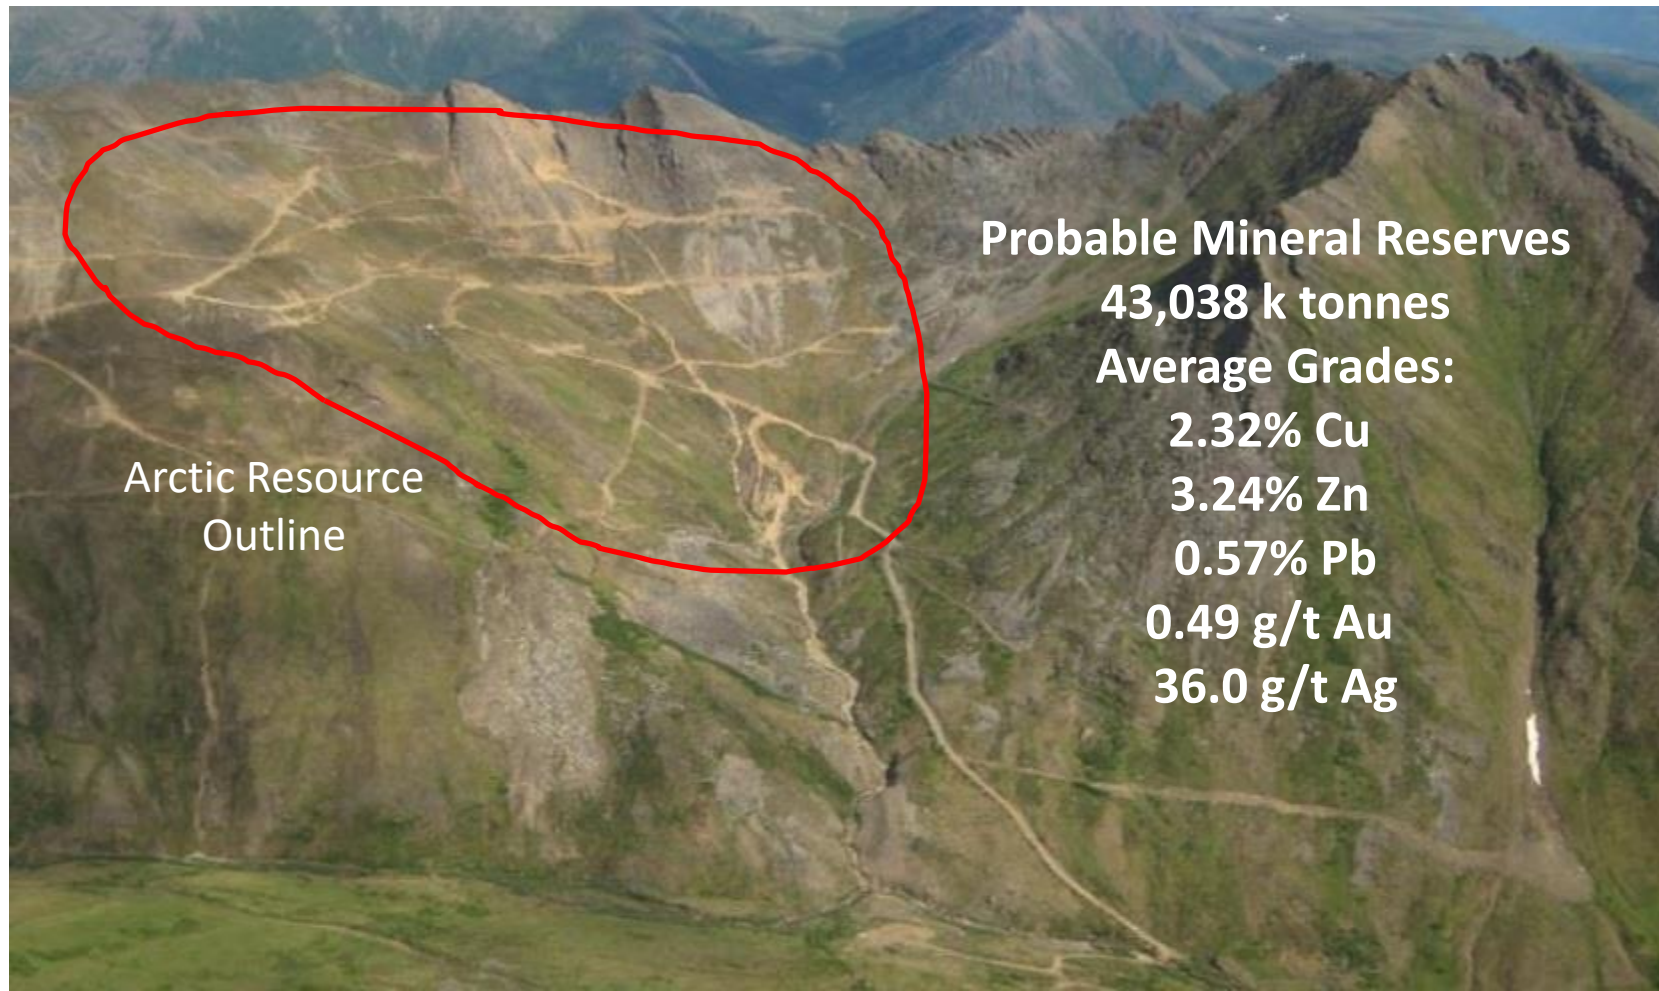 Probable Mineral Reserves
43,038 k tonnes
Average Grades:
2.32% Cu
3.24% Zn
0.57% Pb
0.49 g/t Au
36.0 g/t Ag
Arctic Resource
Outline